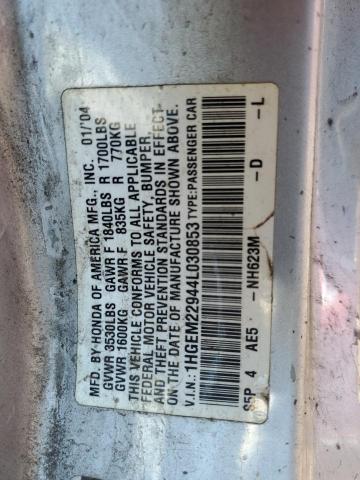 MFD. BY HONDA OF AMERICA MFG., INC. 01/'04
GVWR 3530LBS GAWR F 1840LBS R 1700LBS
GVWR 1600KG GAWR F 835KG R 770KG
THIS VEHICLE CONFORMS TO ALL APPLICABLE
FEDERAL MOTOR VEHICLE SAFETY, BUMPER,
AND THEFT PREVENTION STANDARDS IN EFFECT
ON THE DATE OF MANUFACTURE SHOWN ABOVE.
V.I.N.: 1HGEM22944L030853 TYPE:PASSENGER CAR
S5P 4 AE5 - NH623M - D - L